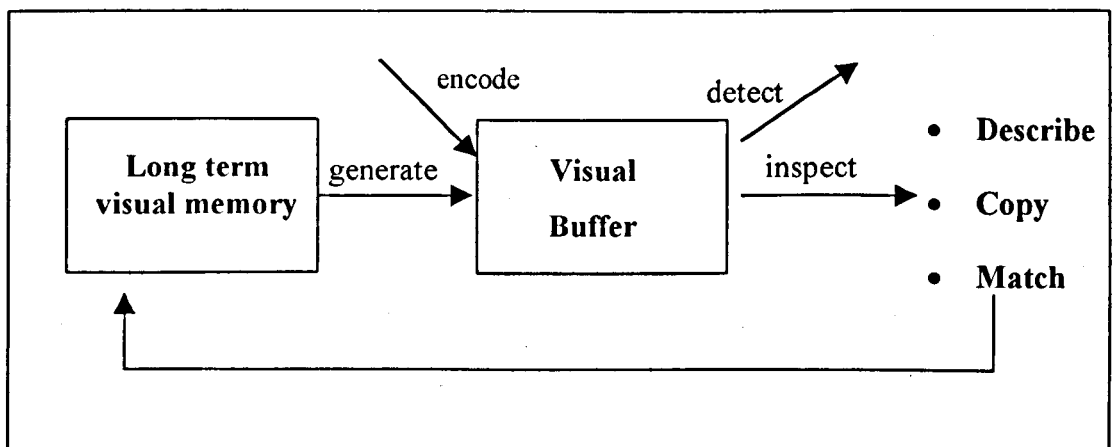 encode
detect
Long term
visual memory
generate
Visual
Buffer
inspect
• Describe
• Copy
• Match